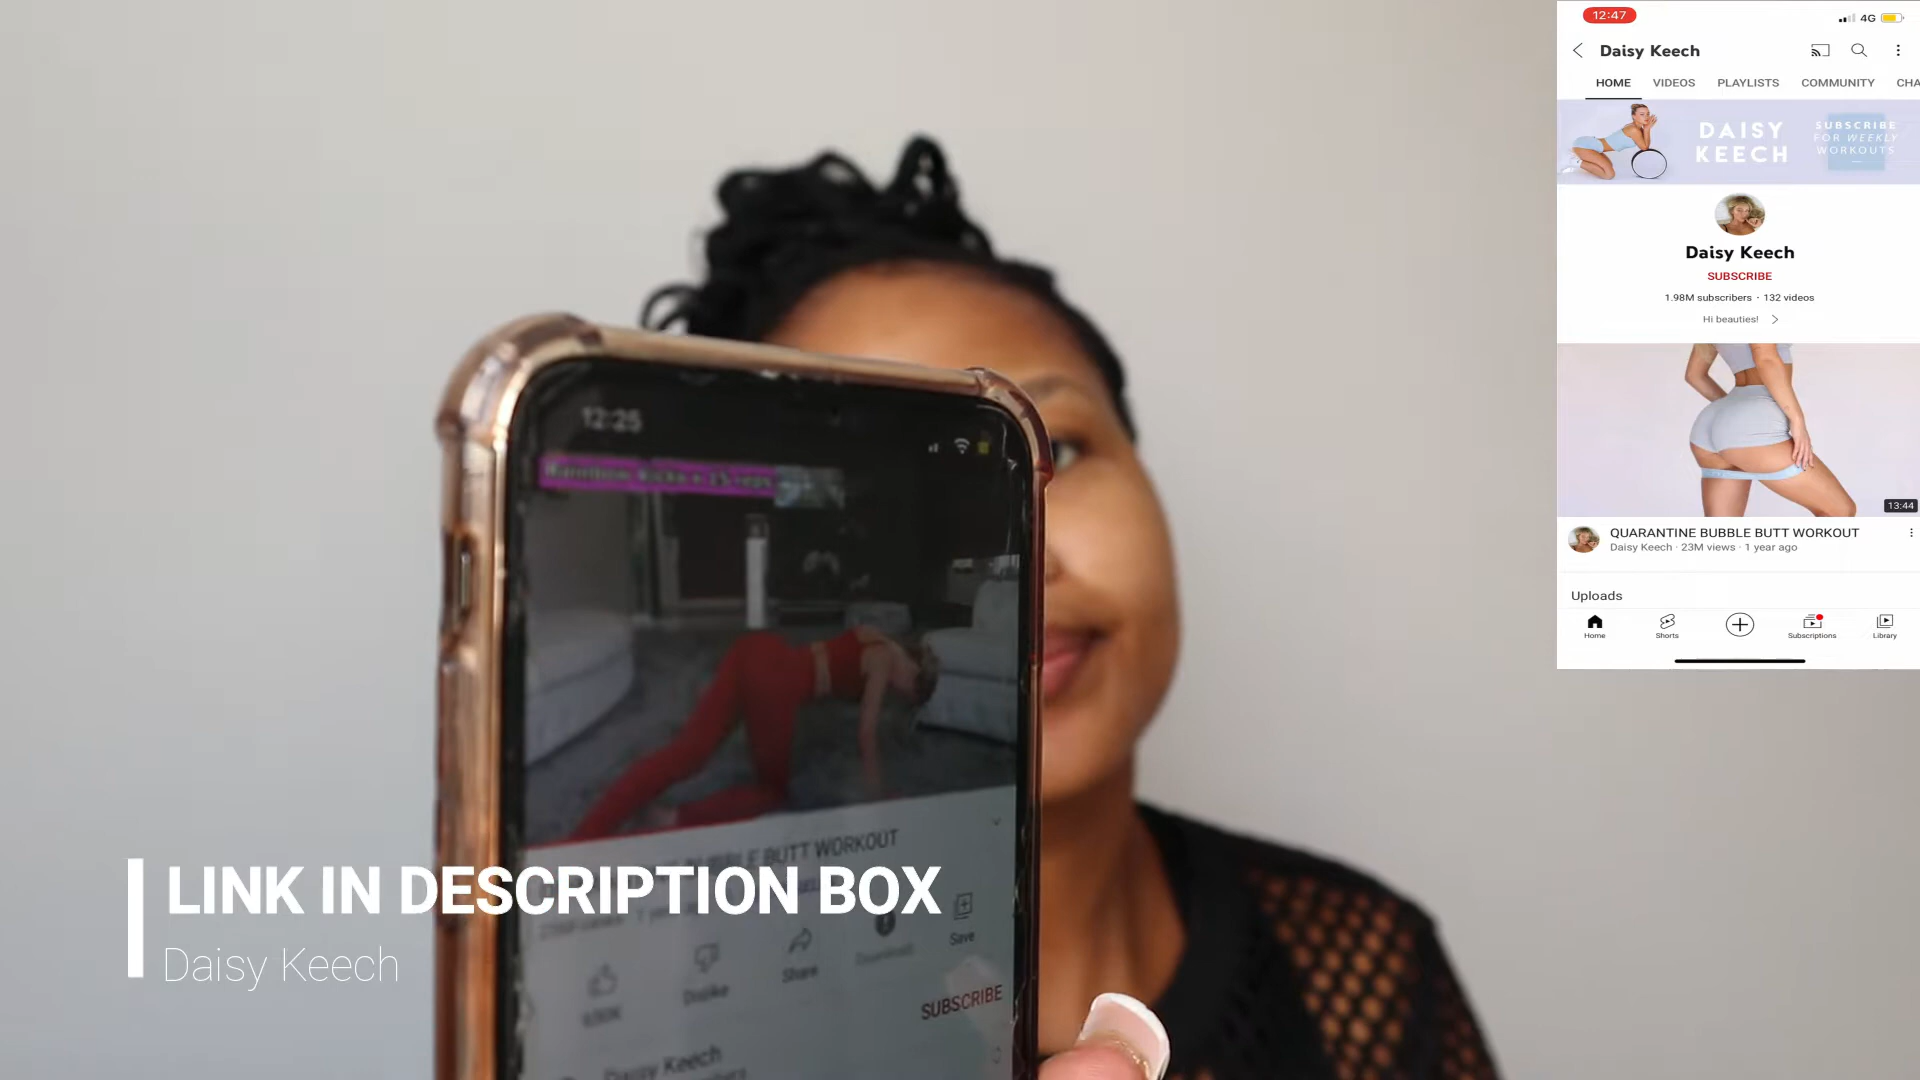 12:47
4G
Daisy Keech
HOME VIDEOS PLAYLISTS COMMUNITY CHA
DAISY KEECH
SUBSCRIBE
FOR WEEKLY
WORKOUTS
Daisy Keech
SUBSCRIBE
1.98M subscribers · 132 videos
Hi beauties!
13:44
QUARANTINE BUBBLE BUTT WORKOUT
Daisy Keech · 23M views · 1 year ago
Uploads
Home Shorts Subscriptions Library
12:25
BUBBLE BUTT WORKOUT
Save
Share
Dislike
Download
SUBSCRIBE
Daisy Keech
LINK IN DESCRIPTION BOX
Daisy Keech